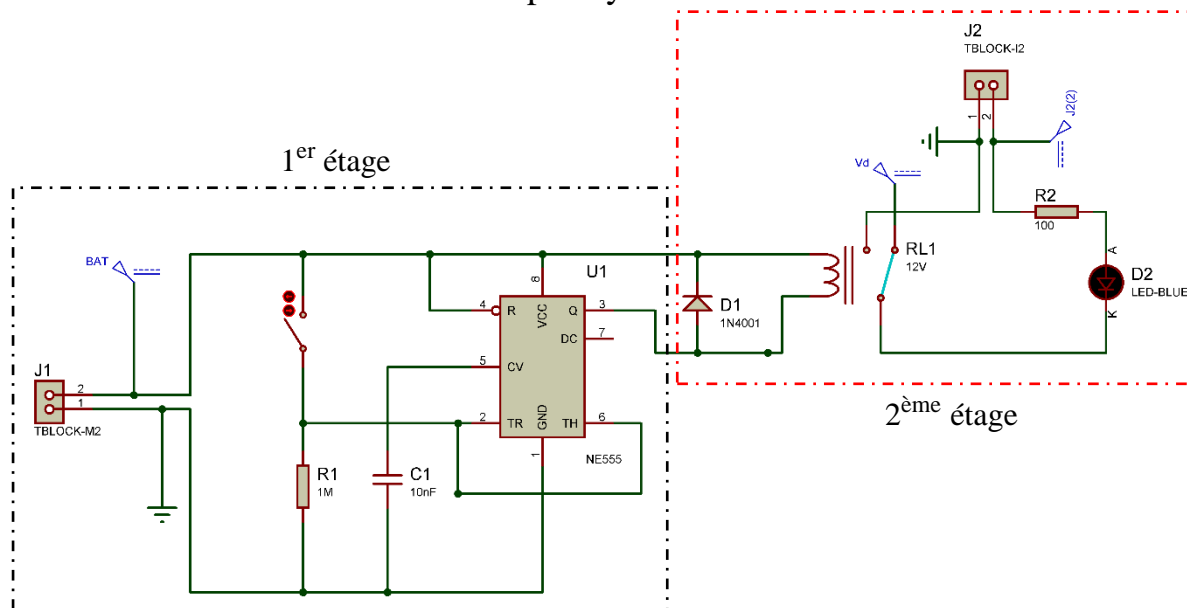 1er étage
BAT
J1
2
1
TBLOCK-M2
R1
1M
C1
10nF
U1
8
VCC
4
R
Q
3
DC
7
5
CV
2
TR
GND
TH
6
1
NE555
D1
1N4001
J2
TBLOCK-I2
1
2
J2(2)
Vd
RL1
12V
R2
100
A
D2
LED-BLUE
K
2ème étage